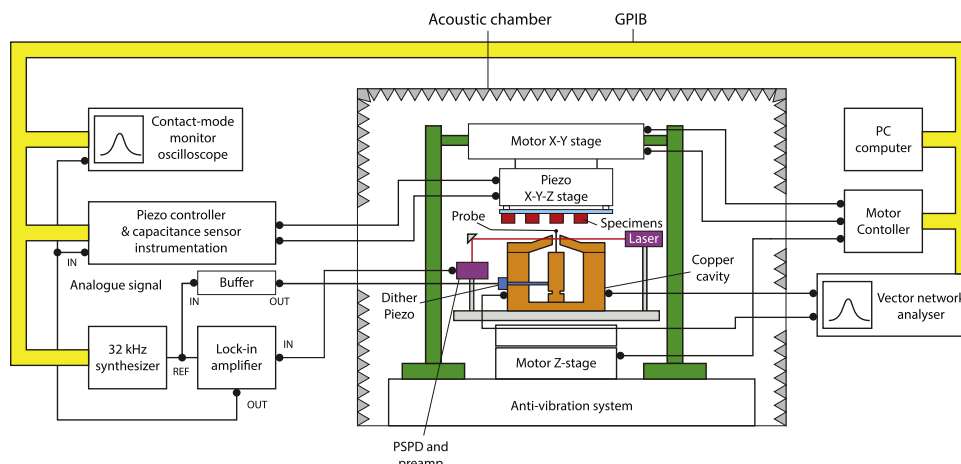 Acoustic chamber
GPIB
Contact-mode
monitor
oscilloscope
Motor X-Y stage
PC
computer
Piezo
X-Y-Z stage
Piezo controller
& capacitance sensor
instrumentation
Probe
Specimens
Laser
Motor
Contoller
IN
Analogue signal
Buffer
IN
OUT
Copper
cavity
Dither
Piezo
Vector network
analyser
32 kHz
synthesizer
REF
Lock-in
amplifier
IN
OUT
Motor Z-stage
Anti-vibration system
PSPD and
preamp